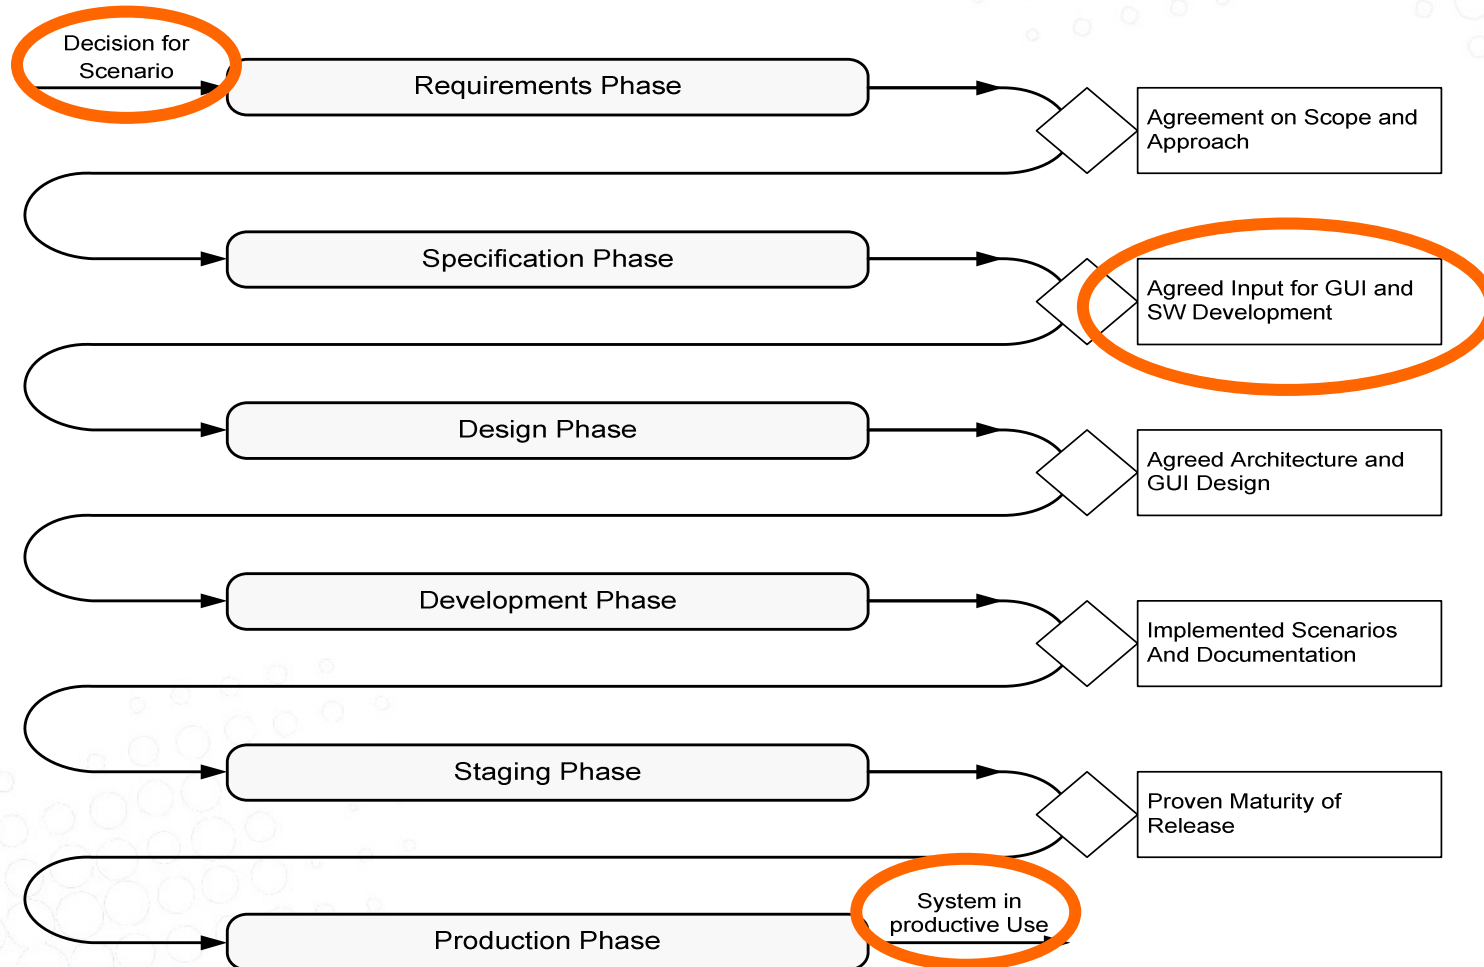 Decision for
Scenario
Requirements Phase
Agreement on Scope and
Approach
Specification Phase
Agreed Input for GUI and
SW Development
Design Phase
Agreed Architecture and
GUI Design
Development Phase
Implemented Scenarios
And Documentation
Staging Phase
Proven Maturity of
Release
System in
productive Use
Production Phase